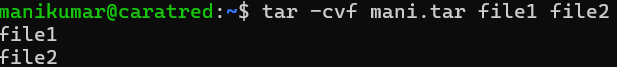 manikumar@caratred:~$ tar -cvf mani.tar file1 file2
file1
file2